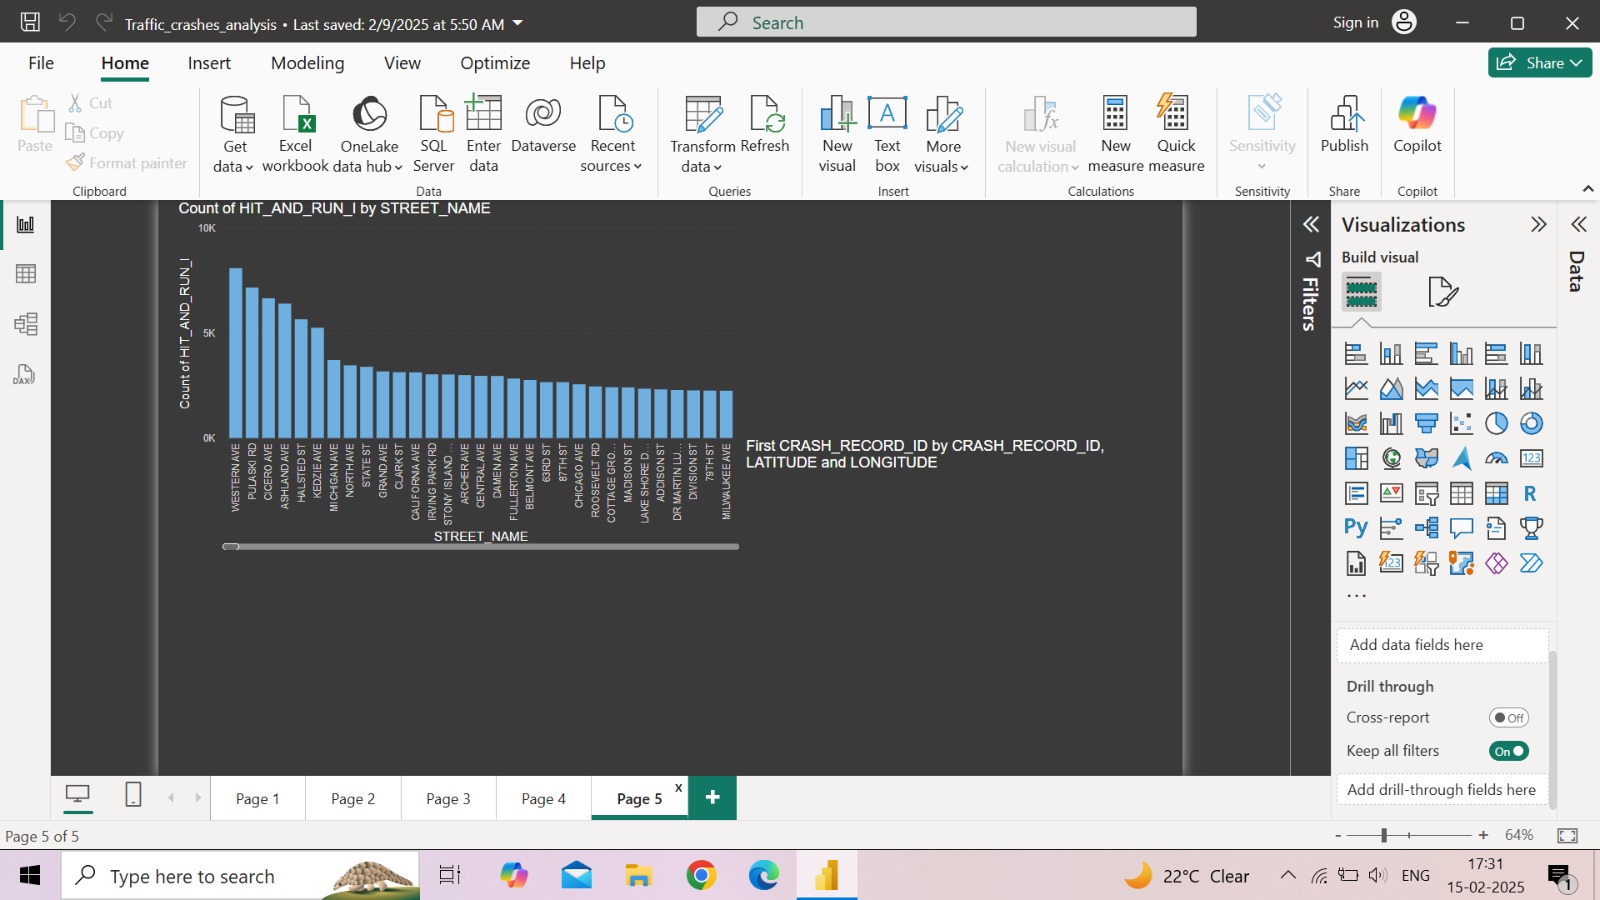 Traffic_crashes_analysis • Last saved: 2/9/2025 at 5:50 AM
Search
Sign in
File
Home
Insert
Modeling
View
Optimize
Help
Share
Paste
Cut
Copy
Format painter
Clipboard
Get
data
Excel
workbook
OneLake
data hub
SQL
Server
Enter
data
Dataverse
Recent
sources
Data
Transform
data
Refresh
Queries
New
visual
A
Text
box
More
visuals
Insert
New visual
calculation
New
measure
Quick
measure
Calculations
Sensitivity
Sensitivity
Publish
Share
Copilot
Copilot
DAX
Count of HIT_AND_RUN_I by STREET_NAME
Count of HIT_AND_RUN_I
10K
5K
0K
WESTERN AVE
PULASKI RD
CICERO AVE
ASHLAND AVE
HALSTED ST
KEDZIE AVE
MICHIGAN AVE
NORTH AVE
STATE ST
GRAND AVE
CLARK ST
CALIFORNIA AVE
IRVING PARK RD
STONY ISLAND ...
ARCHER AVE
CENTRAL AVE
DAMEN AVE
FULLERTON AVE
BELMONT AVE
63RD ST
87TH ST
CHICAGO AVE
ROOSEVELT RD
COTTAGE GRO...
MADISON ST
LAKE SHORE D...
ADDISON ST
DR MARTIN LU...
DIVISION ST
79TH ST
MILWAUKEE AVE
STREET_NAME
First CRASH_RECORD_ID by CRASH_RECORD_ID,
LATITUDE and LONGITUDE
Filters
Visualizations
Build visual
123
R
Py
123
...
Add data fields here
Drill through
Cross-report
Off
Keep all filters
On
Add drill-through fields here
Data
Page 1
Page 2
Page 3
Page 4
Page 5
x
+
Page 5 of 5
- + 64%
Type here to search
22°C Clear
ENG
17:31
15-02-2025
1